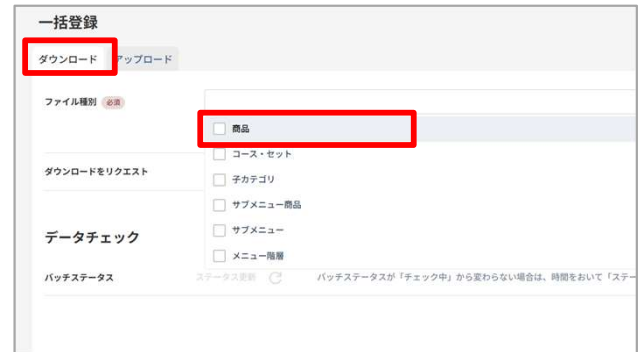 一括登録
ダウンロード
アップロード
ファイル種別 必須
商品
コース・セット
ダウンロードをリクエスト
子カテゴリ
サブメニュー商品
サブメニュー
データチェック
メニュー階層
バッチステータス ステータス更新 バッチステータスが「チェック中」から変わらない場合は、時間をおいて「ステー